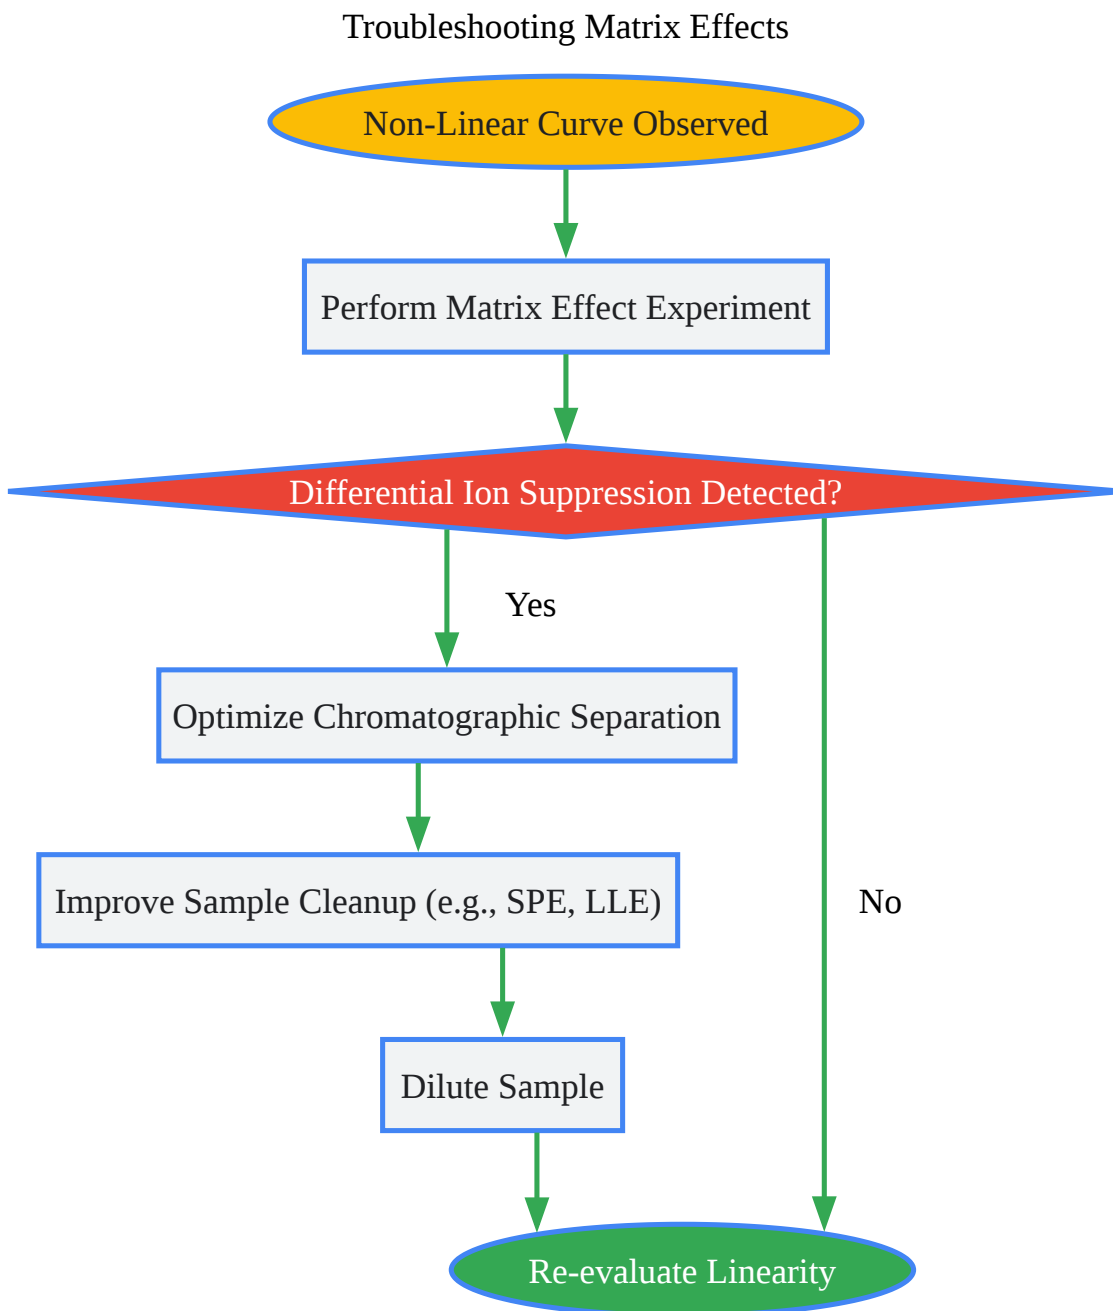 Troubleshooting Matrix Effects
Non-Linear Curve Observed
Perform Matrix Effect Experiment
Differential Ion Suppression Detected?
Yes
Optimize Chromatographic Separation
Improve Sample Cleanup (e.g., SPE, LLE)
No
Dilute Sample
Re-evaluate Linearity